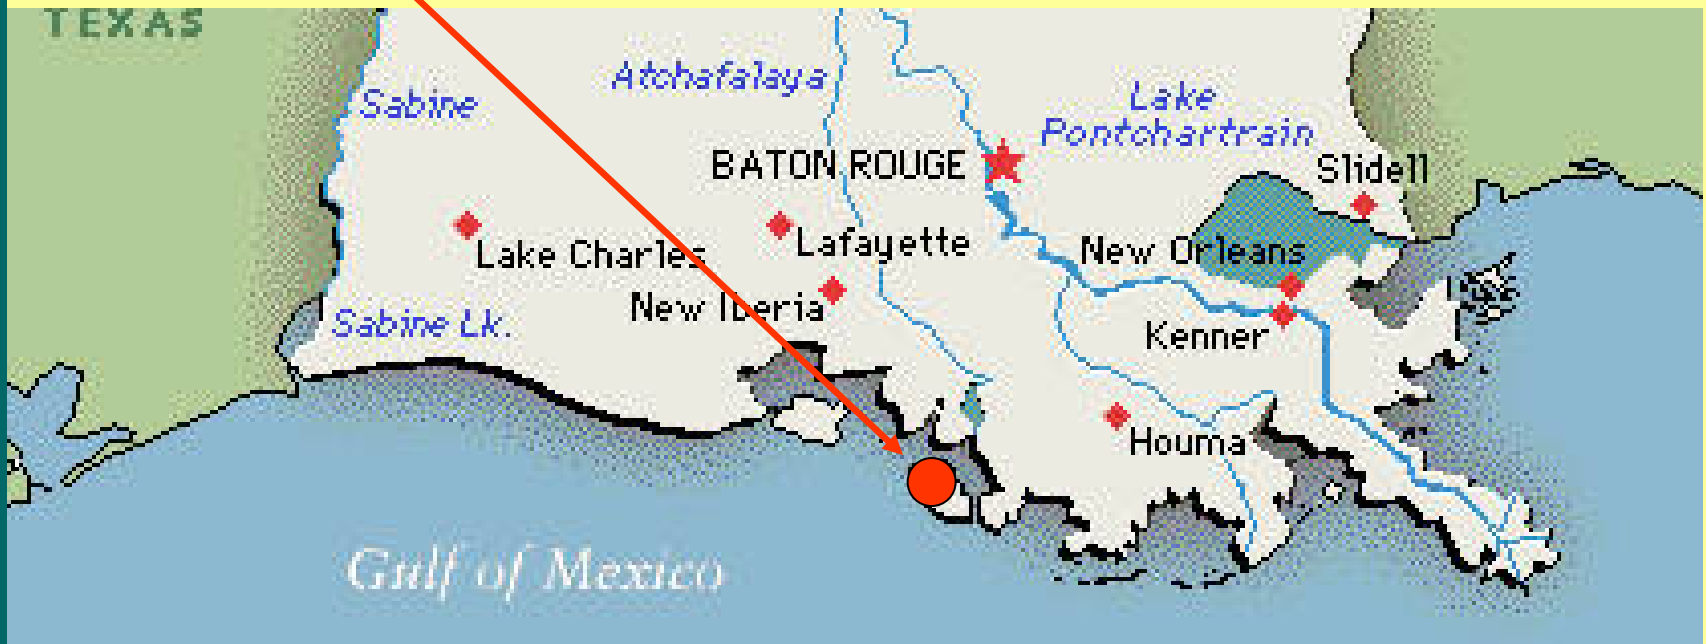 TEXAS
Atchafalaya
Sabine
Lake
Pontchartrain
BATON ROUGE
Slidell
Lake Charles
Lafayette
New Orleans
New Iberia
Sabine Lk.
Kenner
Houma
Gulf of Mexico